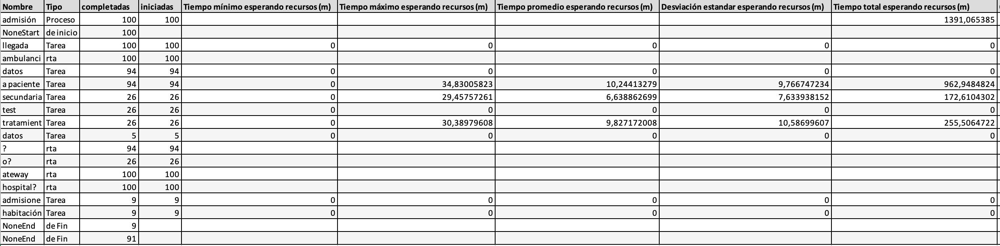 Nombre Tipo completadas iniciadas Tiempo mínimo esperando recursos (m) Tiempo máximo esperando recursos (m) Tiempo promedio esperando recursos (m) Desviación estandar esperando recursos (m) Tiempo total esperando recursos (m)
admisión Proceso 100 100 1391,065385
NoneStart de inicio 100
llegada Tarea 100 100 0 0 0 0 0
ambulanci rta 100 100
datos Tarea 94 94 0 0 0 0 0
a paciente Tarea 94 94 0 34,83005823 10,24413279 9,766747234 962,9484824
secundaria Tarea 26 26 0 29,45757261 6,638862699 7,633938152 172,6104302
test Tarea 26 26 0 0 0 0 0
tratamient Tarea 26 26 0 30,38979608 9,827172008 10,58699607 255,5064722
datos Tarea 5 5 0 0 0 0 0
? rta 94 94
o? rta 26 26
ateway rta 100 100
hospital? rta 100 100
admisione Tarea 9 9 0 0 0 0 0
habitación Tarea 9 9 0 0 0 0 0
NoneEnd de Fin 9
NoneEnd de Fin 91